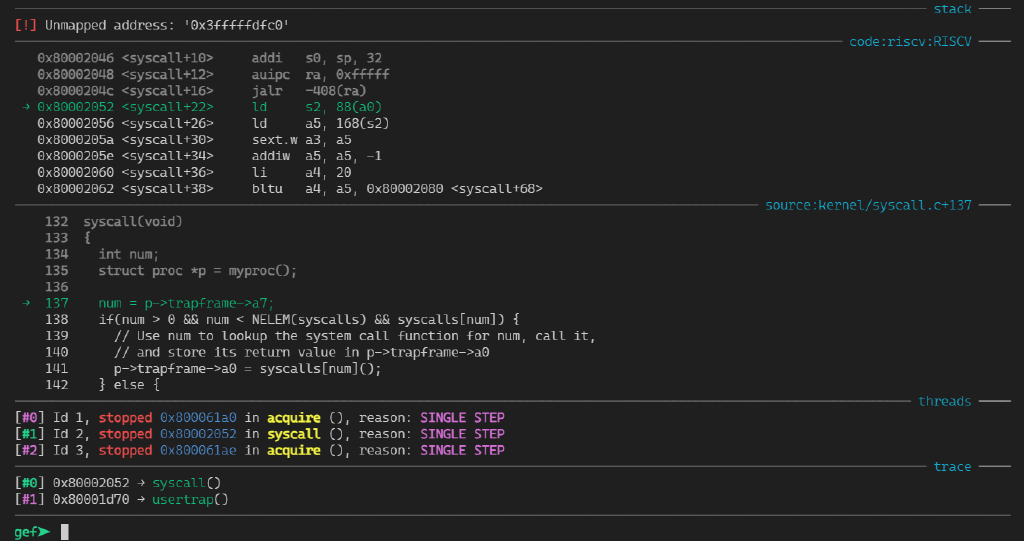 stack
[!] Unmapped address: '0x3fffffdfc0'
code:riscv:RISCV
0x80002046 <syscall+10> addi s0, sp, 32
0x80002048 <syscall+12> auipc ra, 0xfffff
0x8000204c <syscall+16> jalr -408(ra)
→ 0x80002052 <syscall+22> ld s2, 88(a0)
0x80002056 <syscall+26> ld a5, 168(s2)
0x8000205a <syscall+30> sext.w a3, a5
0x8000205e <syscall+34> addiw a5, a5, -1
0x80002060 <syscall+36> li a4, 20
0x80002062 <syscall+38> bltu a4, a5, 0x80002080 <syscall+68>
source:kernel/syscall.c+137
132 syscall(void)
133 {
134 int num;
135 struct proc *p = myproc();
136
→ 137 num = p->trapframe->a7;
138 if(num > 0 && num < NELEM(syscalls) && syscalls[num]) {
139 // Use num to lookup the system call function for num, call it,
140 // and store its return value in p->trapframe->a0
141 p->trapframe->a0 = syscalls[num]();
142 } else {
threads
[#0] Id 1, stopped 0x800061a0 in acquire (), reason: SINGLE STEP
[#1] Id 2, stopped 0x80002052 in syscall (), reason: SINGLE STEP
[#2] Id 3, stopped 0x800061ae in acquire (), reason: SINGLE STEP
trace
[#0] 0x80002052 → syscall()
[#1] 0x80001d70 → usertrap()
gef➤